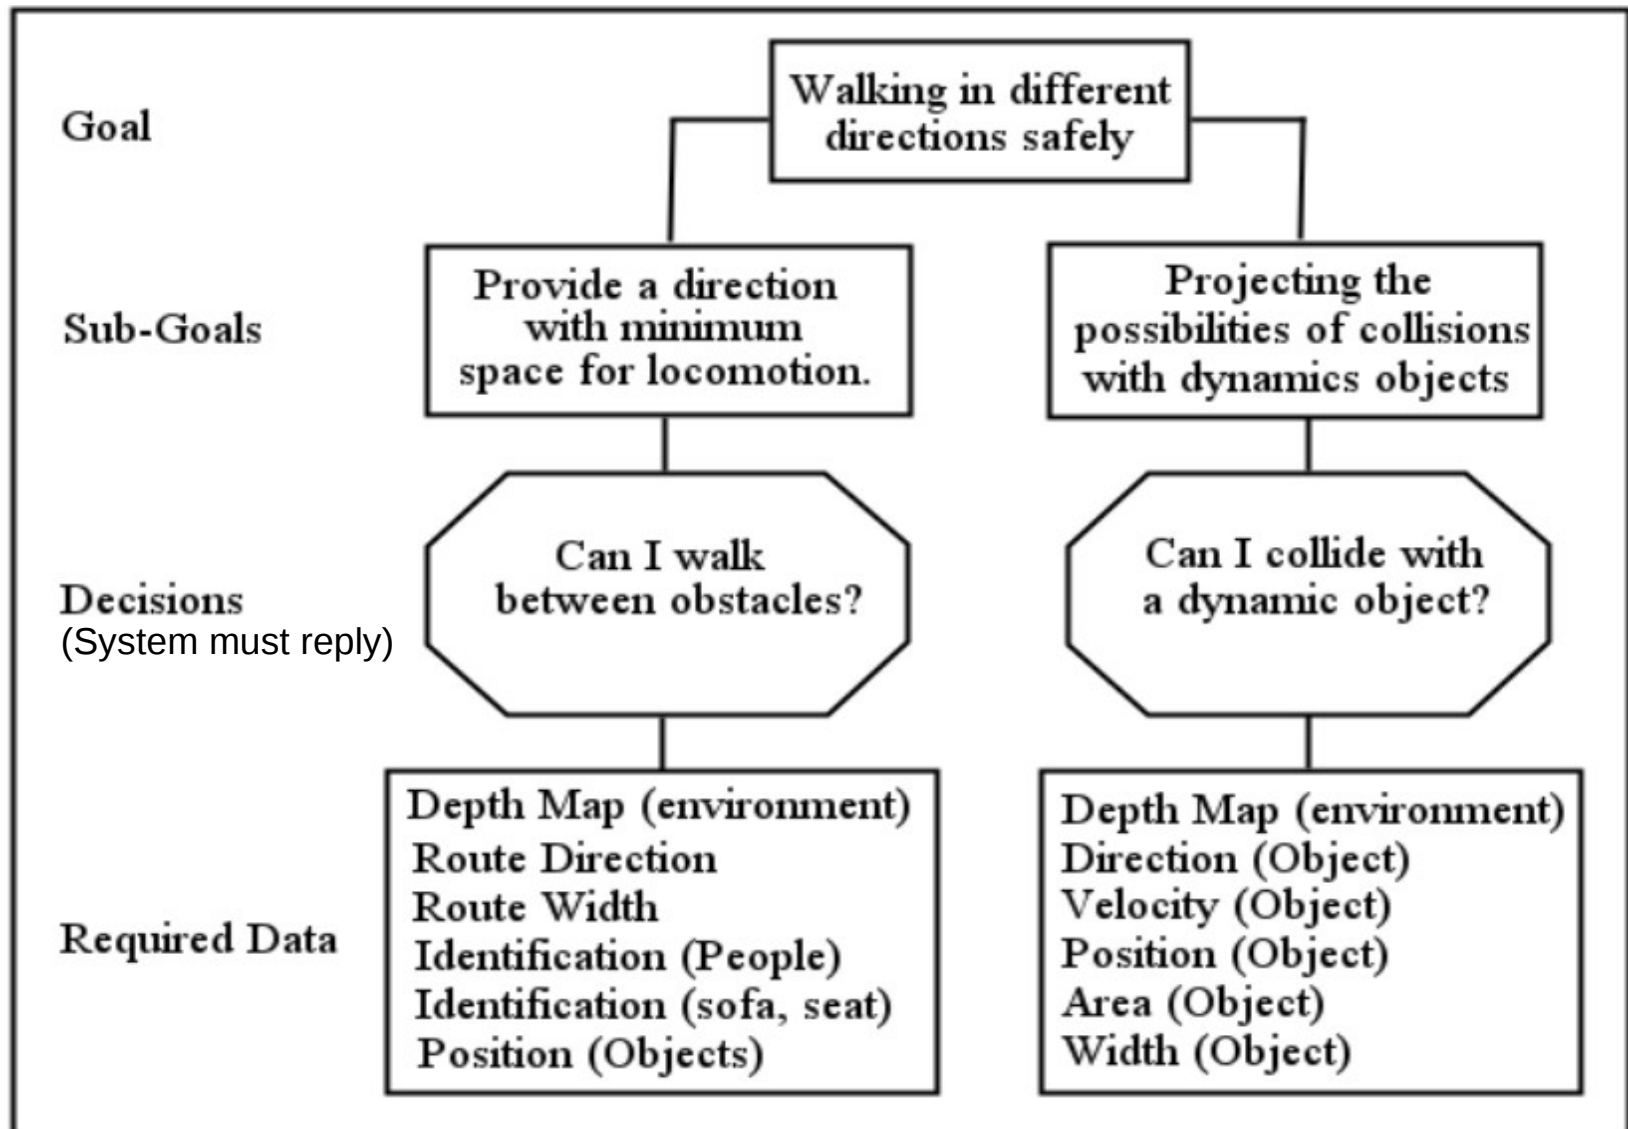 Goal
Walking in different
directions safely
Sub-Goals
Provide a direction
with minimum
space for locomotion.
Projecting the
possibilities of collisions
with dynamics objects
Decisions
(System must reply)
Can I walk
between obstacles?
Can I collide with
a dynamic object?
Required Data
Depth Map (environment)
Route Direction
Route Width
Identification (People)
Identification (sofa, seat)
Position (Objects)
Depth Map (environment)
Direction (Object)
Velocity (Object)
Position (Object)
Area (Object)
Width (Object)